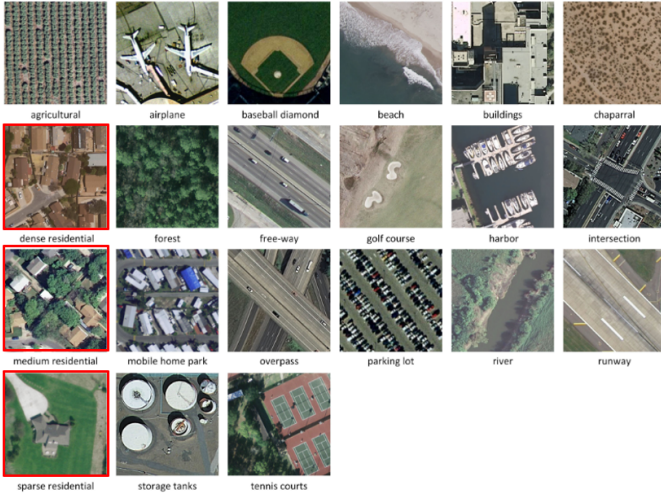 agricultural
airplane
baseball diamond
beach
buildings
chaparral
dense residential
forest
free-way
golf course
harbor
intersection
medium residential
mobile home park
overpass
parking lot
river
runway
sparse residential
storage tanks
tennis courts